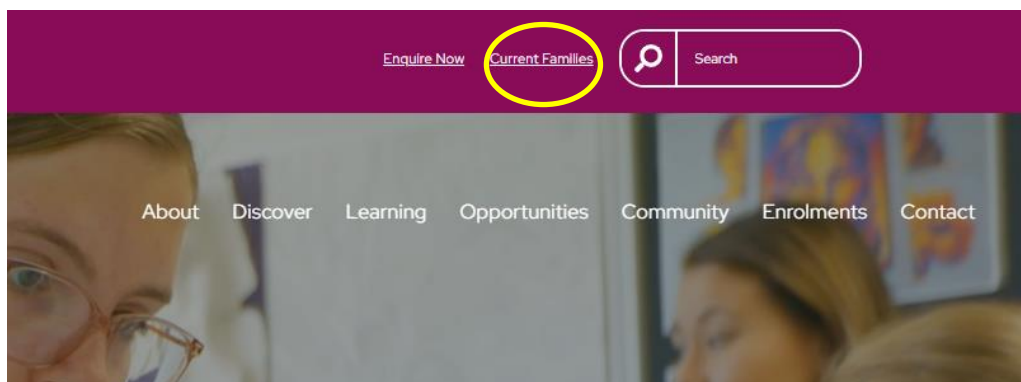 Enquire Now Current Families Search
About Discover Learning Opportunities Community Enrolments Contact